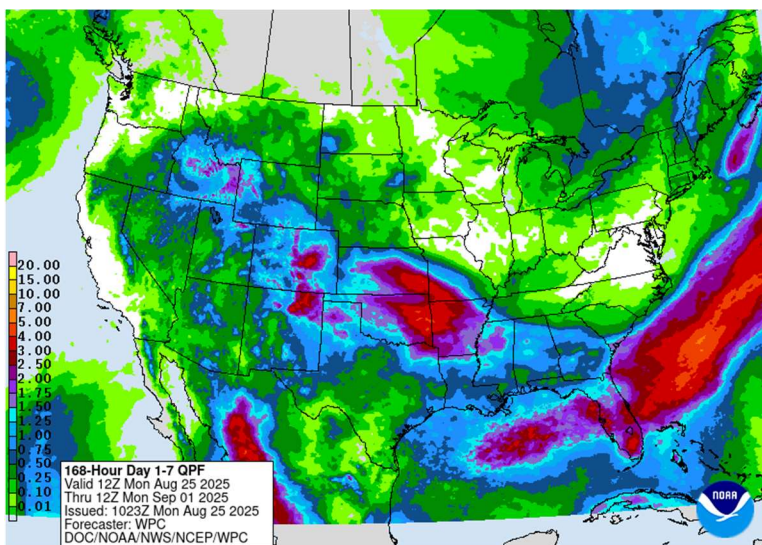 20.00
15.00
10.00
7.00
5.00
4.00
3.00
2.50
2.00
1.75
1.50
1.25
1.00
0.75
0.50
0.25
0.10
0.01
168-Hour Day 1-7 QPF
Valid 12Z Mon Aug 25 2025
Thru 12Z Mon Sep 01 2025
Issued: 1023Z Mon Aug 25 2025
Forecaster: WPC
DOC/NOAA/NWS/NCEP/WPC
NOAA